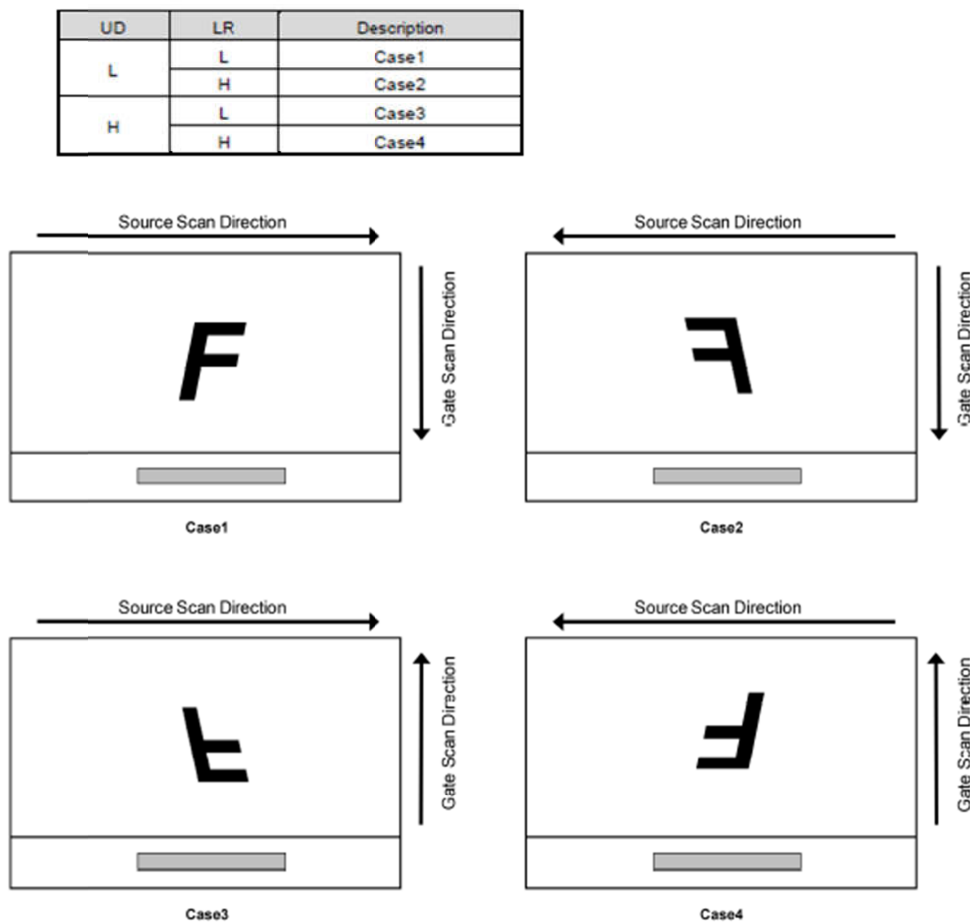 UD LR Description
L L Case1
H Case2
H L Case3
H Case4
Source Scan Direction Source Scan Direction
Gate Scan Direction Gate Scan Direction
F F
Case1 Case2
Source Scan Direction Source Scan Direction
Gate Scan Direction Gate Scan Direction
F F
Case3 Case4